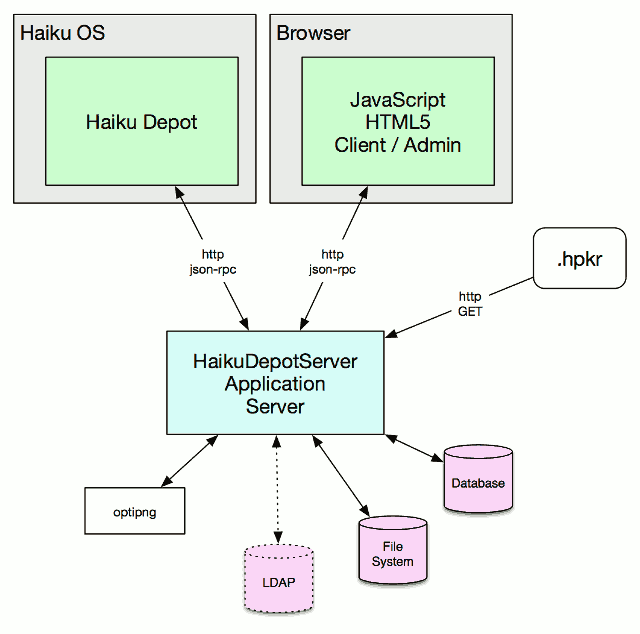 Haiku OS
Browser
Haiku Depot
JavaScript
HTML5
Client / Admin
http
json-rpc
http
json-rpc
.hpkr
http
GET
HaikuDepotServer
Application
Server
Database
optipng
File
System
LDAP